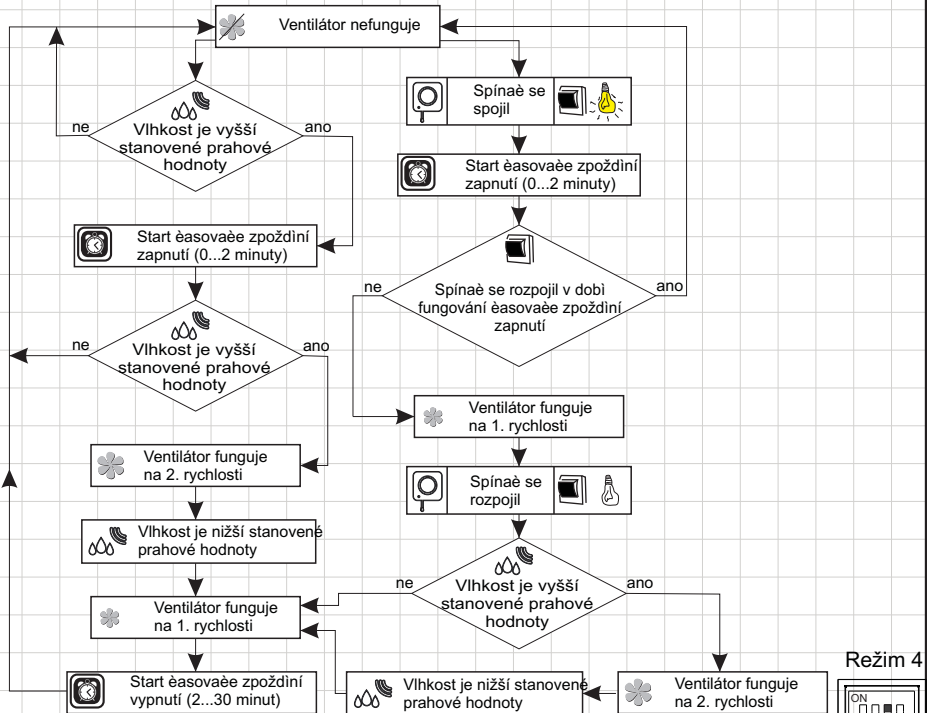 Ventilátor nefunguje
Vlhkost je vyšší
stanovené prahové
hodnoty
ne
ano
Start èasovaèe zpoždìní
zapnutí (0...2 minuty)
Vlhkost je vyšší
stanovené prahové
hodnoty
ne
ano
Ventilátor funguje
na 2. rychlosti
Vlhkost je nižší stanovené
prahové hodnoty
Ventilátor funguje
na 1. rychlosti
Start èasovaèe zpoždìní
vypnutí (2...30 minut)
Spínaè se
spojil
Start èasovaèe zpoždìní
zapnutí (0...2 minuty)
ne
ano
Spínaè se rozpojil v dobì
fungování èasovaèe zpoždìní
zapnutí
Ventilátor funguje
na 1. rychlosti
Spínaè se
rozpojil
ne
ano
Vlhkost je vyšší
stanovené prahové
hodnoty
Vlhkost je nižší stanovené
prahové hodnoty
Ventilátor funguje
na 2. rychlosti
Režim 4
ON